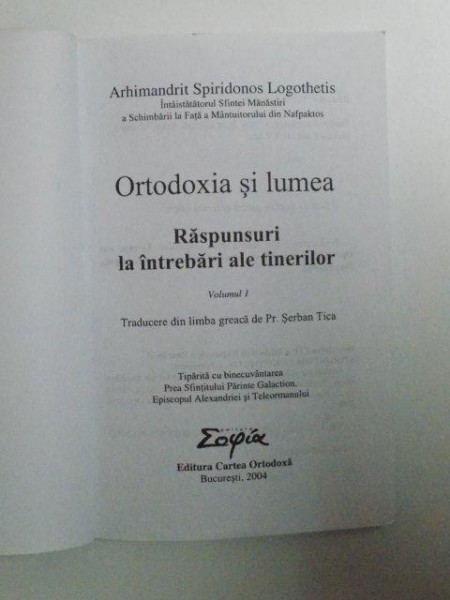 Arhimandrit Spiridonos Logothetis
Întâistătătorul Sfintei Mănăstiri
a Schimbării la Față a Mântuitorului din Nafpaktos
Ortodoxia și lumea
Răspunsuri
la întrebări ale tinerilor
Volumul 1
Traducere din limba greacă de Pr. Șerban Tica
Tipărită cu binecuvântarea
Prea Sfințitului Părinte Galaction,
Episcopul Alexandriei și Teleormanului
Σοφία
Editura Cartea Ortodoxă
București, 2004